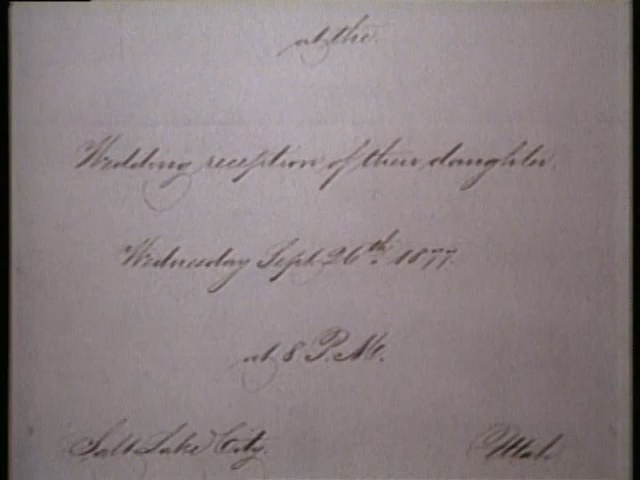 at the
Wedding reception of their daughter.
Wednesday Sept. 26th. 1877.
at 8 P.M.
Salt Lake City. Utah